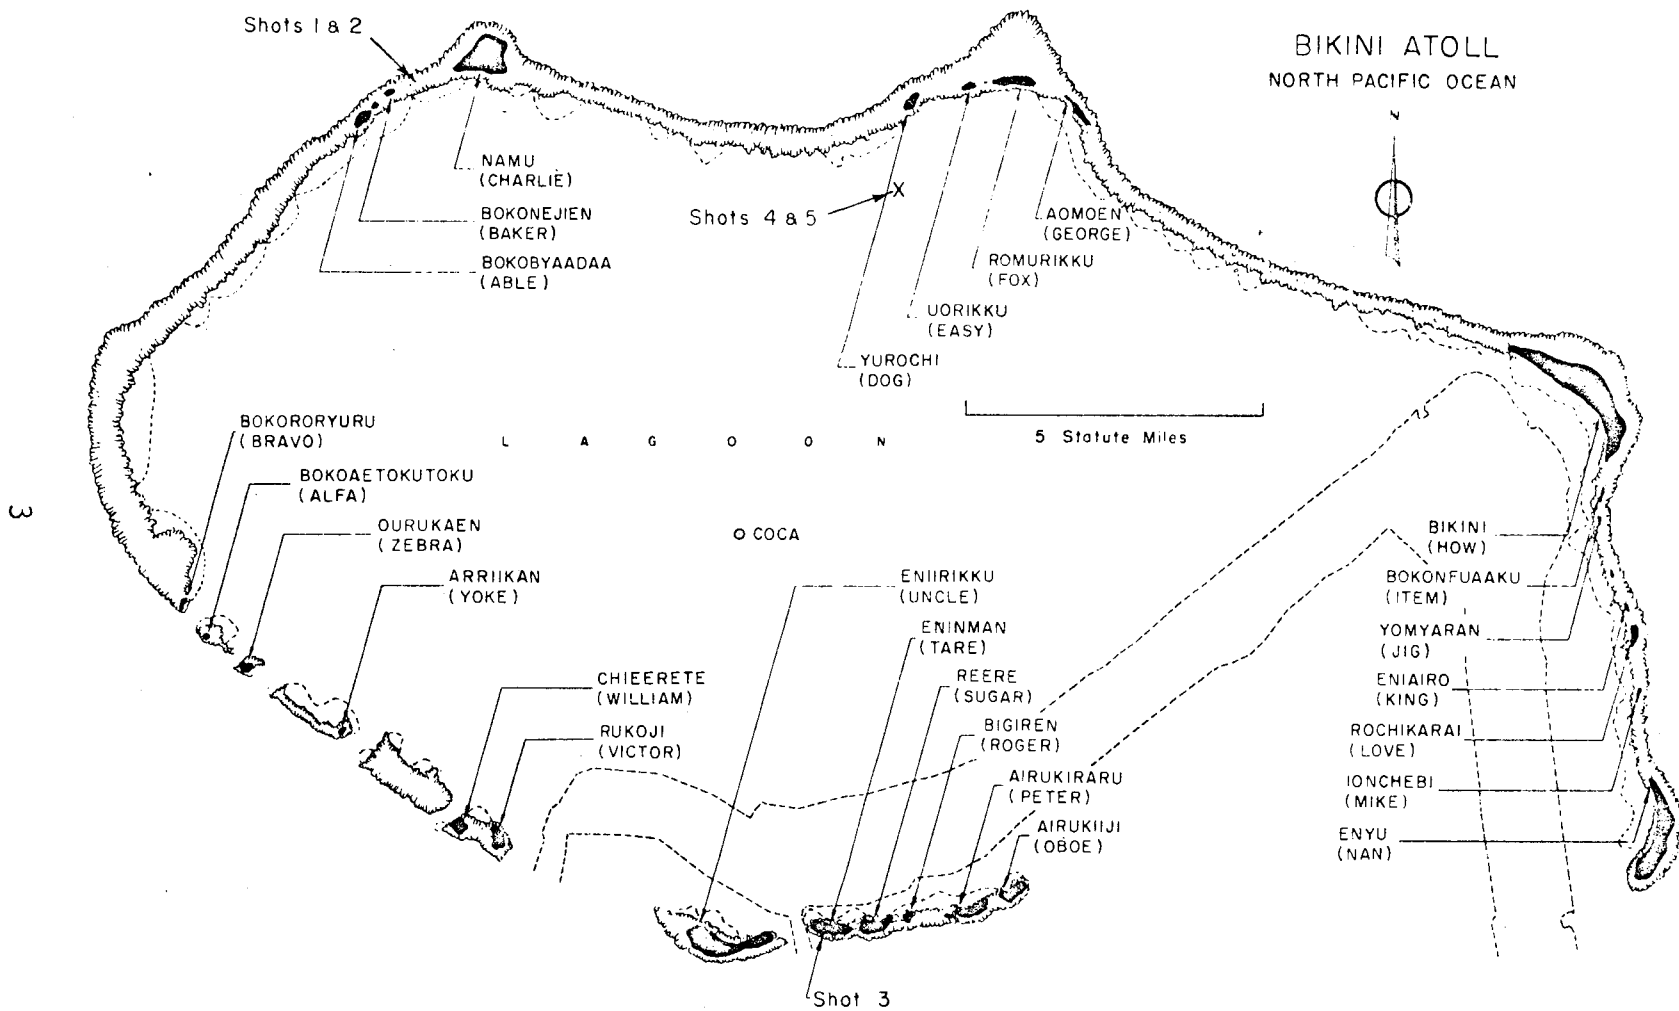 Shots 1 & 2
BIKINI ATOLL
NORTH PACIFIC OCEAN
N
NAMU
(CHARLIE)
BOKONEJIEN
(BAKER)
BOKOBYAADAA
(ABLE)
Shots 4 & 5
X
AOMOEN
(GEORGE)
ROMURIKKU
(FOX)
UORIKKU
(EASY)
YUROCHI
(DOG)
5 Statute Miles
LAGOON
BOKORORYURU
(BRAVO)
BOKOAETOKUTOKU
(ALFA)
OURUKAEN
(ZEBRA)
ARRIIKAN
(YOKE)
CHIEERETE
(WILLIAM)
RUKOJI
(VICTOR)
COCA
ENIIRIKKU
(UNCLE)
ENINMAN
(TARE)
REERE
(SUGAR)
BIGIREN
(ROGER)
AIRUKIRARU
(PETER)
AIRUKIIJI
(OBOE)
BIKINI
(HOW)
BOKONFUAAKU
(ITEM)
YOMYARAN
(JIG)
ENIAIRO
(KING)
ROCHIKARAI
(LOVE)
IONCHEBI
(MIKE)
ENYU
(NAN)
Shot 3
3